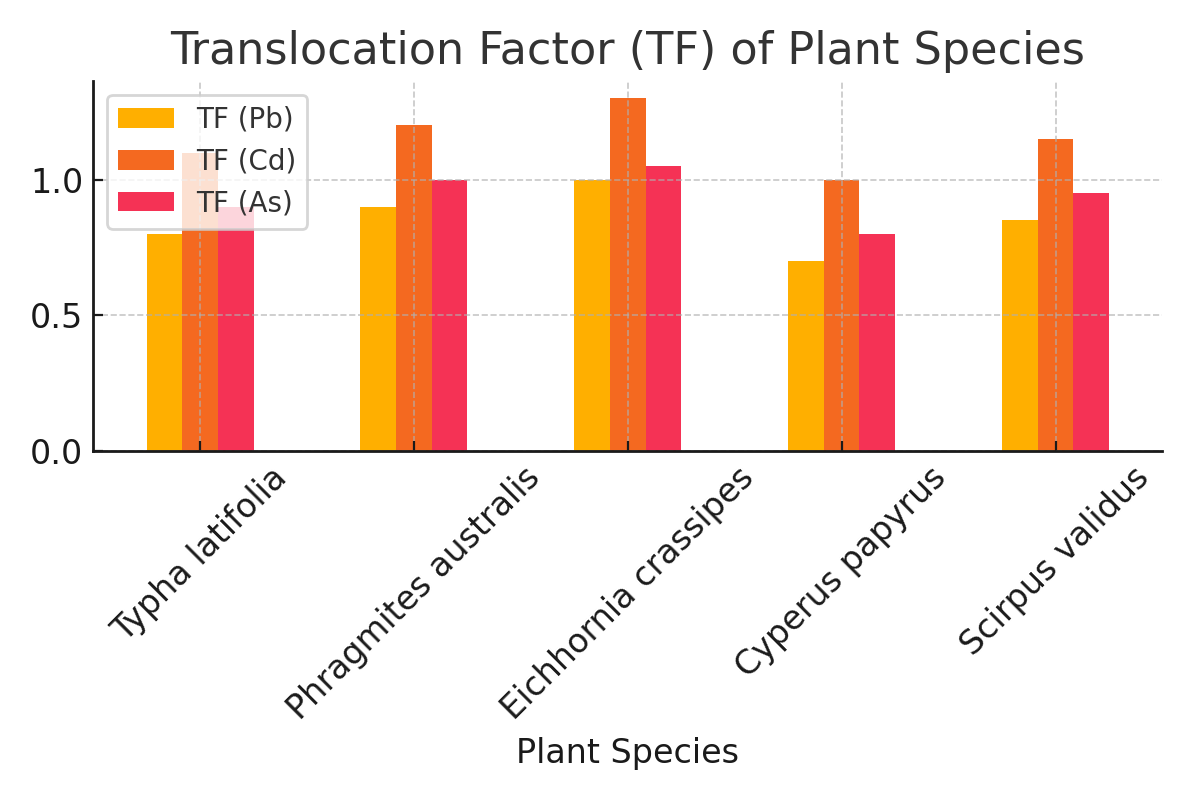 Translocation Factor (TF) of Plant Species
TF (Pb)
TF (Cd)
TF (As)
1.0
0.5
0.0
Typha latifolia
Phragmites australis
Eichhornia crassipes
Cyperus papyrus
Scirpus validus
Plant Species